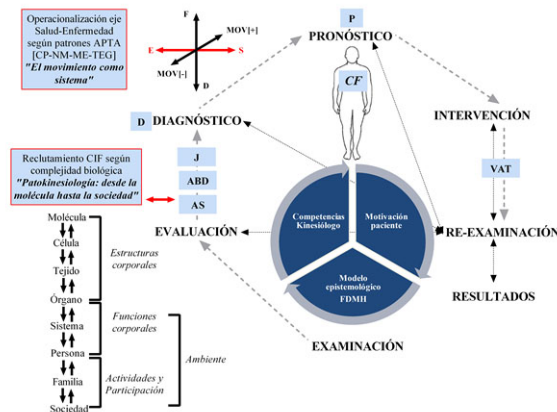 Operacionalización eje
Salud-Enfermedad
según patrones APTA
[CP-NM-ME-TEG]
"El movimiento como
sistema"
F
MOV[+]
E
S
MOV[-]
D
P
PRONÓSTICO
CF
D DIAGNÓSTICO
INTERVENCIÓN
J
ABD
AS
VAT
Reclutamiento CIF según
complejidad biológica
"Patokinesiología: desde la
molécula hasta la sociedad"
EVALUACIÓN
Competencias
Kinesiólogo
Motivación
paciente
Modelo
epistemológico
FDMH
RE-EXAMINACIÓN
RESULTADOS
EXAMINACIÓN
Molécula
Célula
Tejido
Órgano
Sistema
Persona
Familia
Sociedad
Estructuras
corporales
Funciones
corporales
Actividades y
Participación
Ambiente